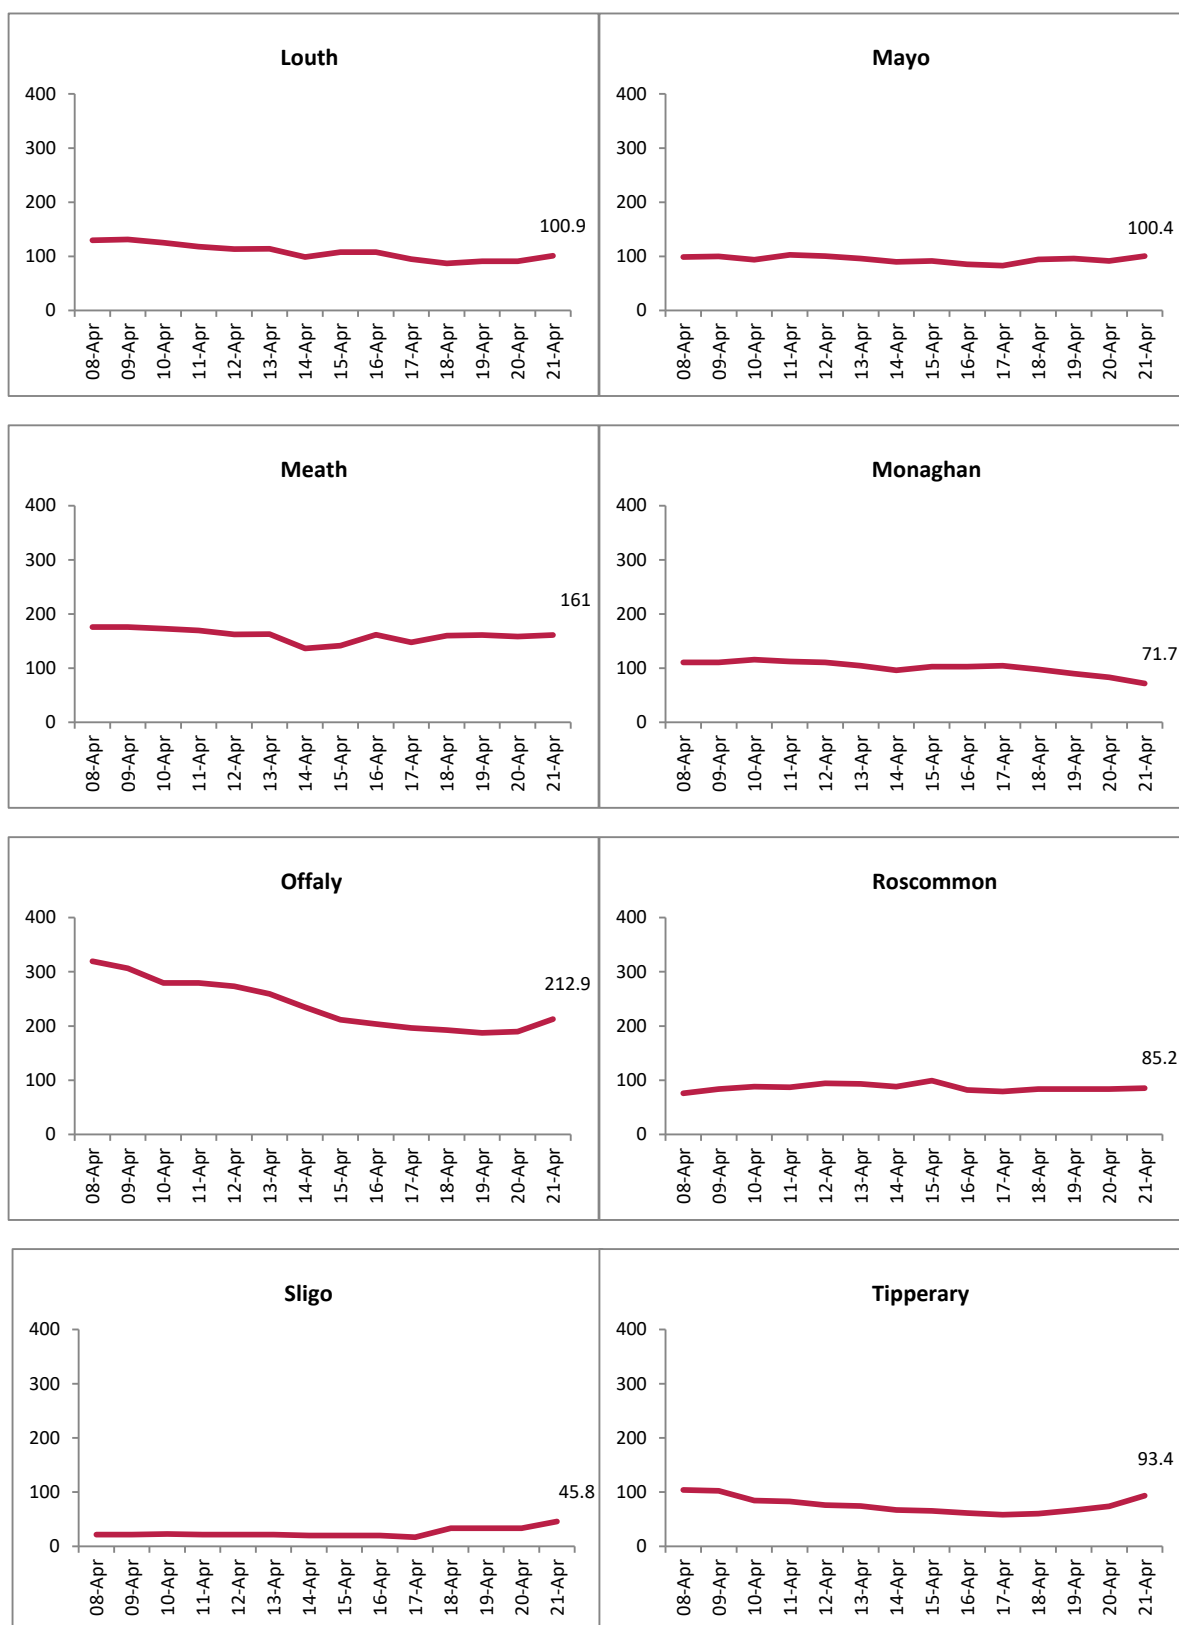 Louth
400
300
200
100
0
100.9
08-Apr
09-Apr
10-Apr
11-Apr
12-Apr
13-Apr
14-Apr
15-Apr
16-Apr
17-Apr
18-Apr
19-Apr
20-Apr
21-Apr
Mayo
400
300
200
100
0
100.4
08-Apr
09-Apr
10-Apr
11-Apr
12-Apr
13-Apr
14-Apr
15-Apr
16-Apr
17-Apr
18-Apr
19-Apr
20-Apr
21-Apr
Meath
400
300
200
100
0
161
08-Apr
09-Apr
10-Apr
11-Apr
12-Apr
13-Apr
14-Apr
15-Apr
16-Apr
17-Apr
18-Apr
19-Apr
20-Apr
21-Apr
Monaghan
400
300
200
100
0
71.7
08-Apr
09-Apr
10-Apr
11-Apr
12-Apr
13-Apr
14-Apr
15-Apr
16-Apr
17-Apr
18-Apr
19-Apr
20-Apr
21-Apr
Offaly
400
300
200
100
0
212.9
08-Apr
09-Apr
10-Apr
11-Apr
12-Apr
13-Apr
14-Apr
15-Apr
16-Apr
17-Apr
18-Apr
19-Apr
20-Apr
21-Apr
Roscommon
400
300
200
100
0
85.2
08-Apr
09-Apr
10-Apr
11-Apr
12-Apr
13-Apr
14-Apr
15-Apr
16-Apr
17-Apr
18-Apr
19-Apr
20-Apr
21-Apr
Sligo
400
300
200
100
0
45.8
08-Apr
09-Apr
10-Apr
11-Apr
12-Apr
13-Apr
14-Apr
15-Apr
16-Apr
17-Apr
18-Apr
19-Apr
20-Apr
21-Apr
Tipperary
400
300
200
100
0
93.4
08-Apr
09-Apr
10-Apr
11-Apr
12-Apr
13-Apr
14-Apr
15-Apr
16-Apr
17-Apr
18-Apr
19-Apr
20-Apr
21-Apr